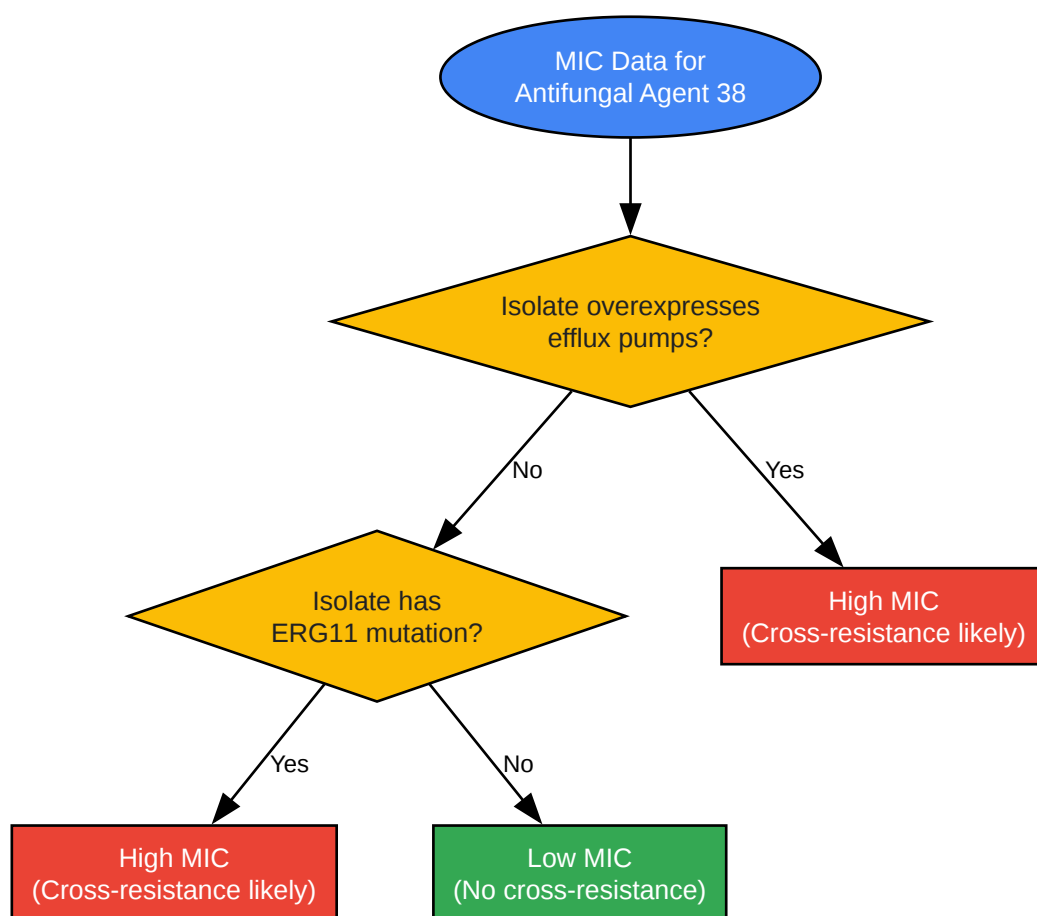 MIC Data for
Antifungal Agent 38
Isolate overexpresses
efflux pumps?
No
Yes
Isolate has
ERG11 mutation?
High MIC
(Cross-resistance likely)
Yes
No
High MIC
(Cross-resistance likely)
Low MIC
(No cross-resistance)